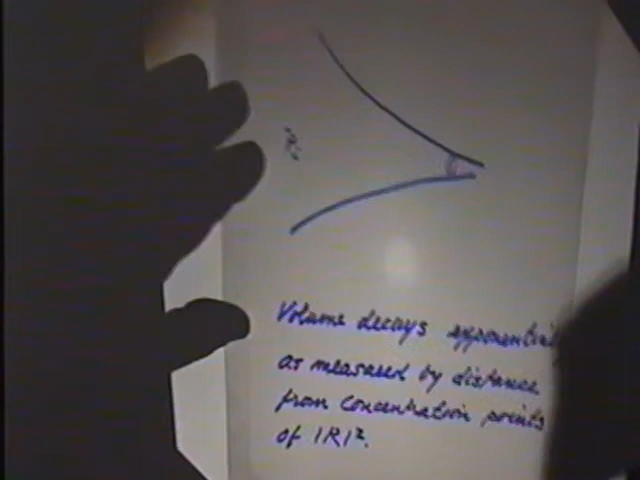 Volume decays exponentially
as measured by distance
from concentration points
of |R|².